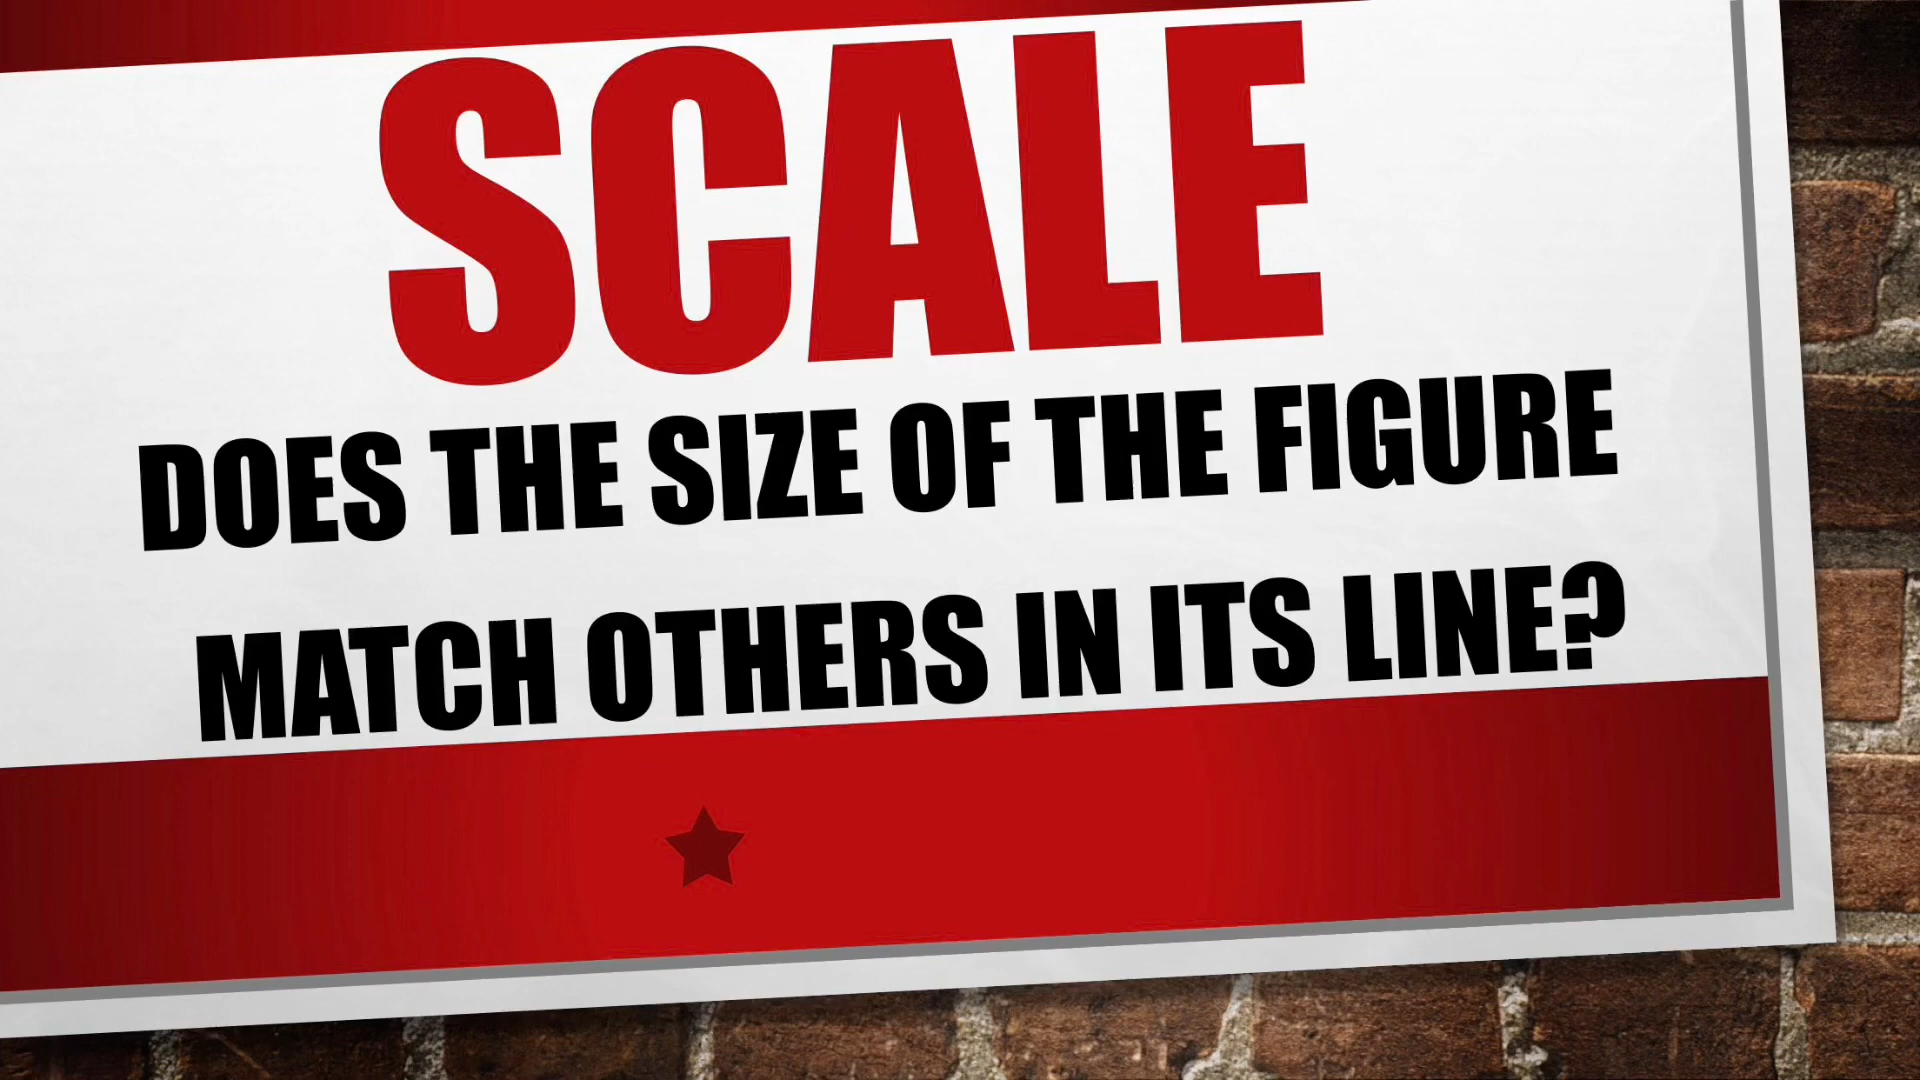 SCALE
DOES THE SIZE OF THE FIGURE
MATCH OTHERS IN ITS LINE?